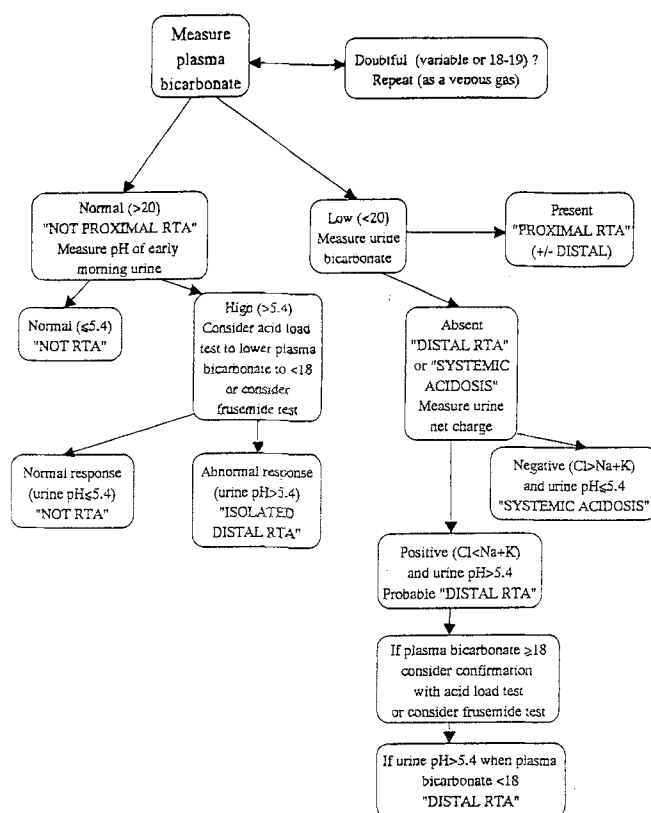 Measure
plasma
bicarbonate
Doubtful (variable or 18-19) ?
Repeat (as a venous gas)
Normal (>20)
"NOT PROXIMAL RTA"
Measure pH of early
morning urine
Low (<20)
Measure urine
bicarbonate
Present
"PROXIMAL RTA"
(+/- DISTAL)
Normal (⩽5.4)
"NOT RTA"
High (>5.4)
Consider acid load
test to lower plasma
bicarbonate to <18
or consider
frusemide test
Absent
"DISTAL RTA"
or "SYSTEMIC
ACIDOSIS"
Measure urine
net charge
Normal response
(urine pH⩽5.4)
"NOT RTA"
Abnormal response
(urine pH>5.4)
"ISOLATED
DISTAL RTA"
Negative (Cl>Na+K)
and urine pH⩽5.4
"SYSTEMIC ACIDOSIS"
Positive (Cl<Na+K)
and urine pH>5.4
Probable "DISTAL RTA"
If plasma bicarbonate ⩾18
consider confirmation
with acid load test
or consider frusemide test
If urine pH>5.4 when plasma
bicarbonate <18
"DISTAL RTA"